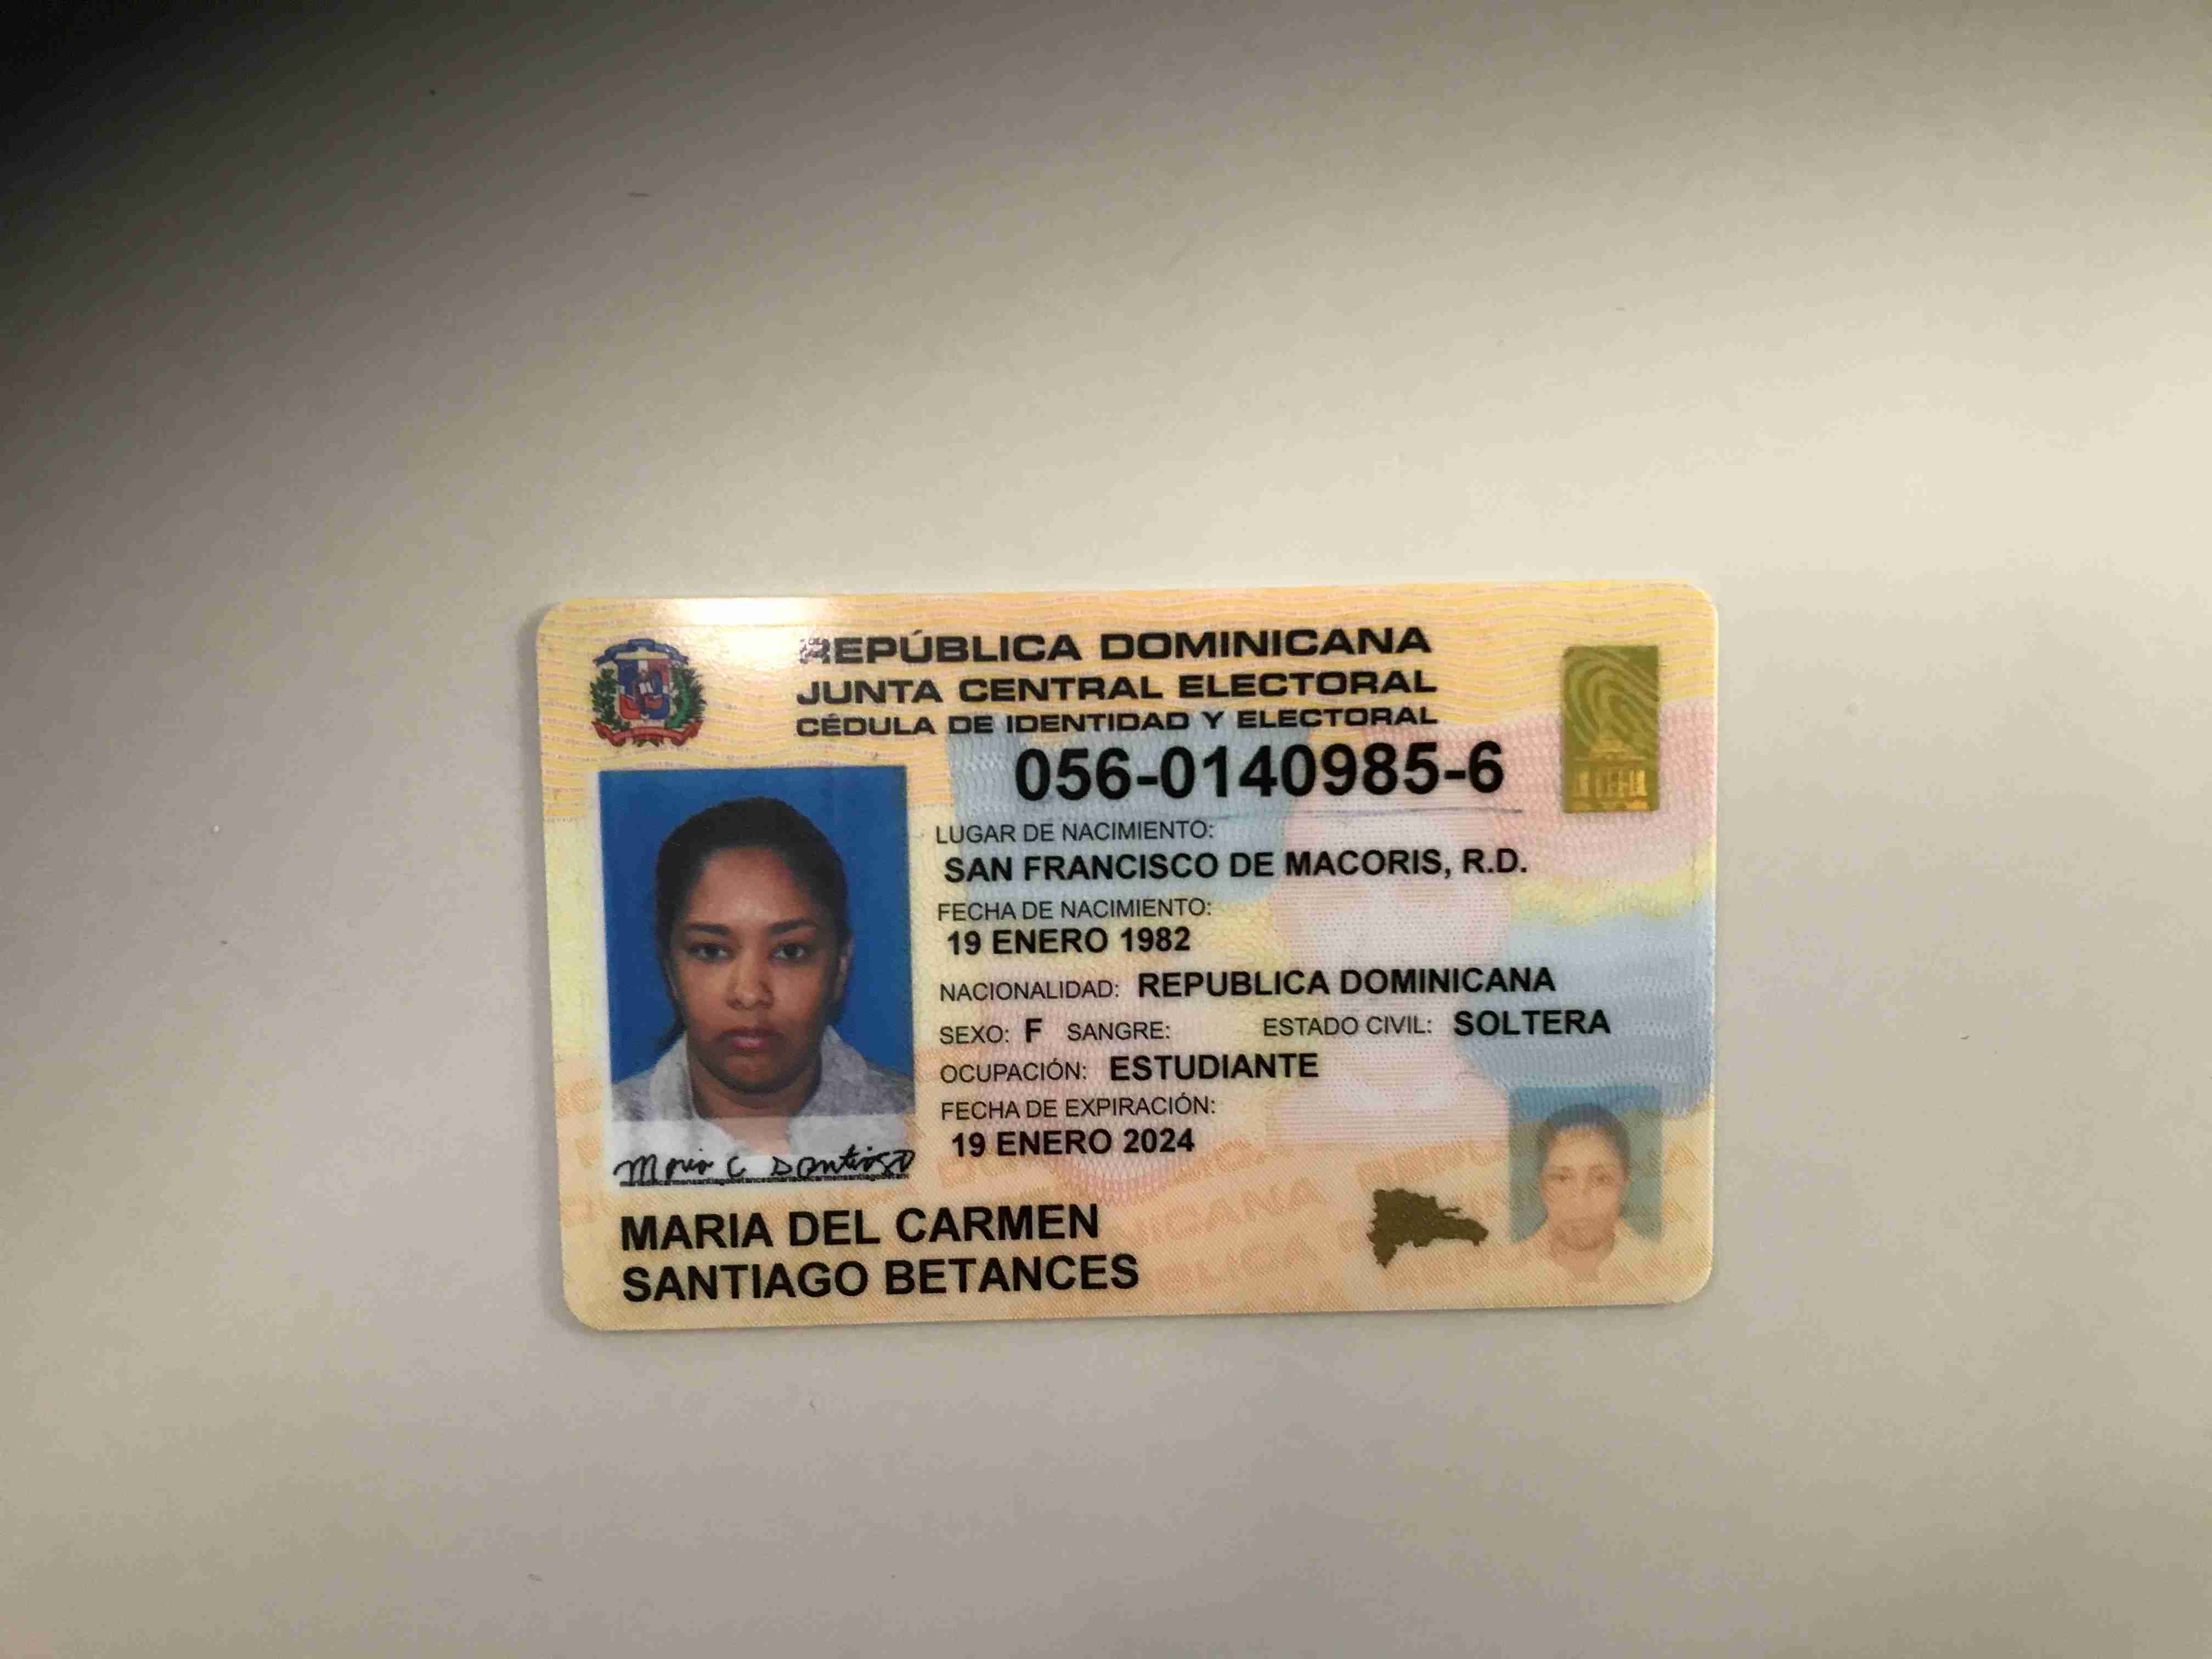 REPÚBLICA DOMINICANA
JUNTA CENTRAL ELECTORAL
CÉDULA DE IDENTIDAD Y ELECTORAL
056-0140985-6
LUGAR DE NACIMIENTO:
SAN FRANCISCO DE MACORIS, R.D.
FECHA DE NACIMIENTO:
19 ENERO 1982
NACIONALIDAD: REPUBLICA DOMINICANA
SEXO: F SANGRE: ESTADO CIVIL: SOLTERA
OCUPACIÓN: ESTUDIANTE
FECHA DE EXPIRACIÓN:
19 ENERO 2024
Maria C Santiago
MARIA DEL CARMEN
SANTIAGO BETANCES